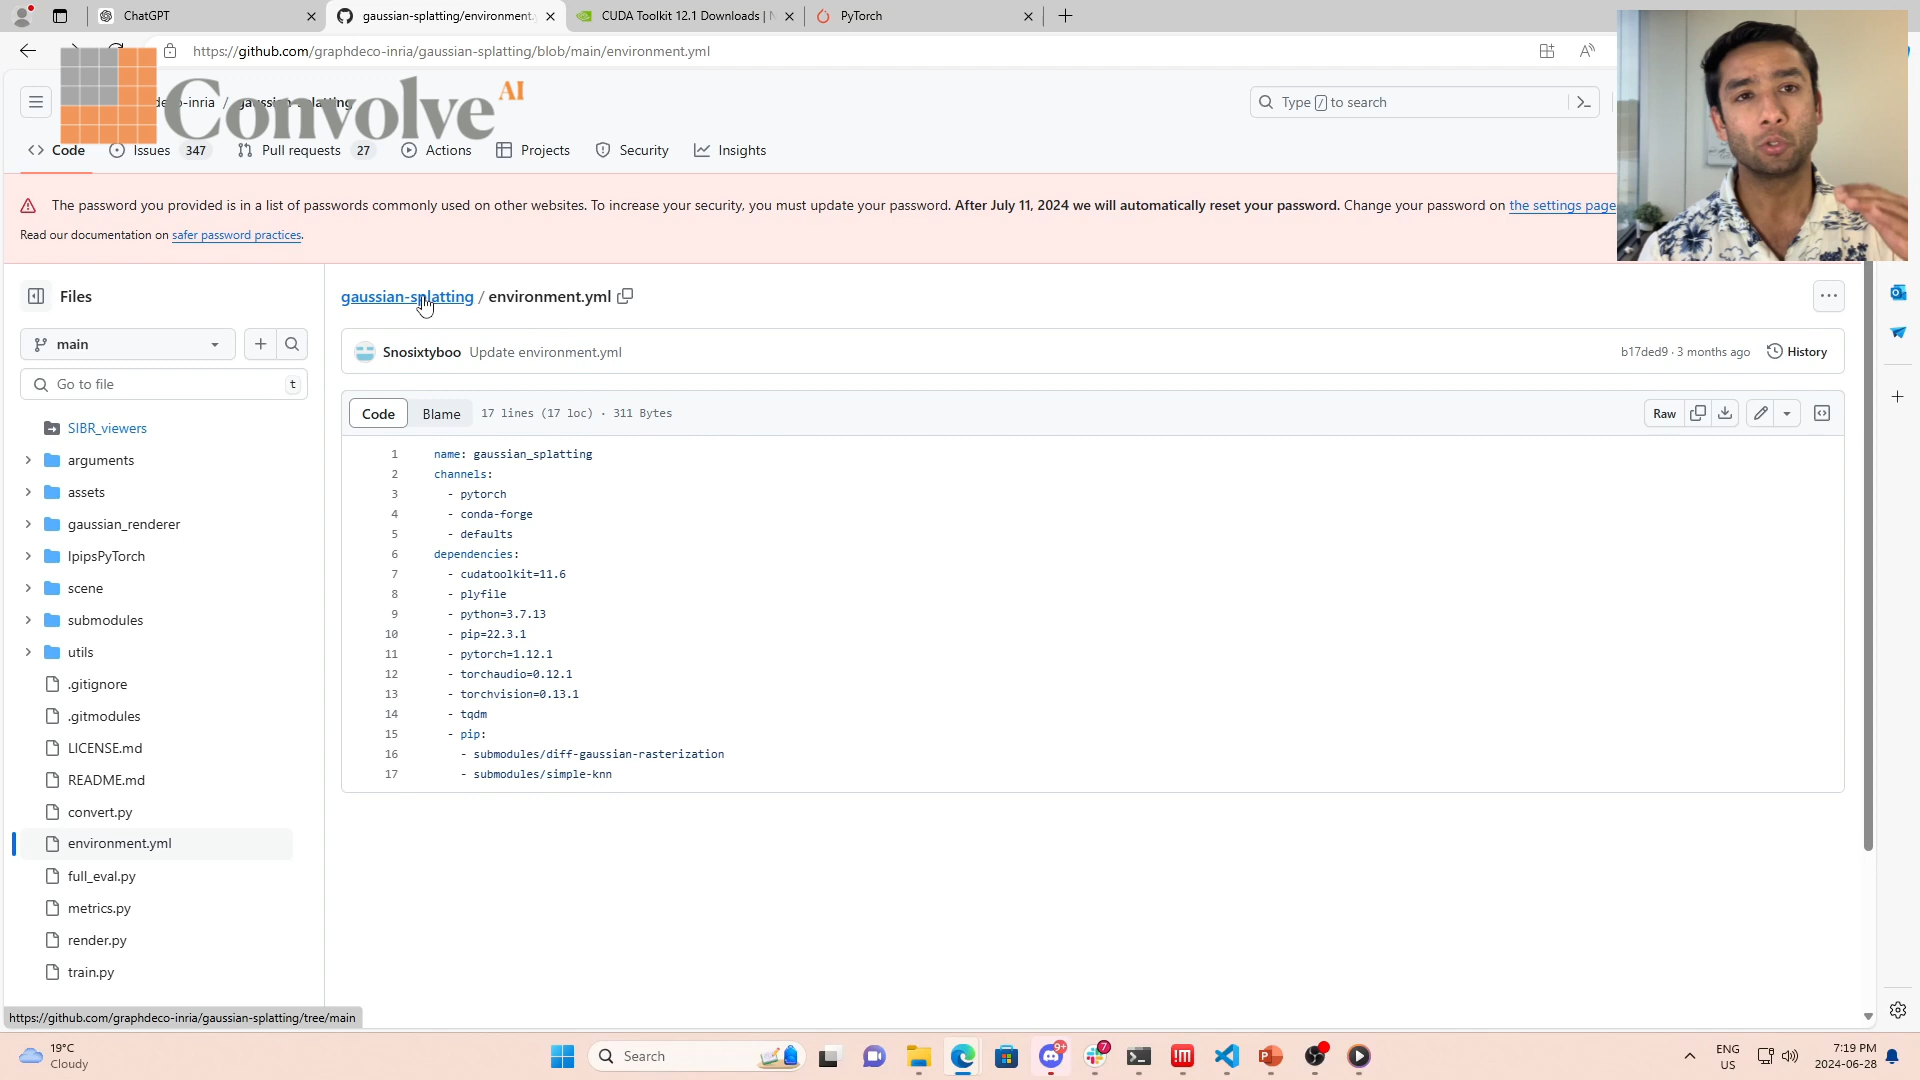 ChatGPT
gaussian-splatting/environment.
CUDA Toolkit 12.1 Downloads | N
PyTorch
https://github.com/graphdeco-inria/gaussian-splatting/blob/main/environment.yml
Convolve AI
deco-inria / gaussian-splatting
Type / to search
Code
Issues 347
Pull requests 27
Actions
Projects
Security
Insights
The password you provided is in a list of passwords commonly used on other websites. To increase your security, you must update your password. After July 11, 2024 we will automatically reset your password. Change your password on the settings page
Read our documentation on safer password practices.
Files
gaussian-splatting / environment.yml
main
Snosixtyboo Update environment.yml
b17ded9 · 3 months ago
History
Go to file
t
Code
Blame
17 lines (17 loc) · 311 Bytes
Raw
SIBR_viewers
arguments
assets
gaussian_renderer
lpipsPyTorch
scene
submodules
utils
.gitignore
.gitmodules
LICENSE.md
README.md
convert.py
environment.yml
full_eval.py
metrics.py
render.py
train.py
1 name: gaussian_splatting
2 channels:
3 - pytorch
4 - conda-forge
5 - defaults
6 dependencies:
7 - cudatoolkit=11.6
8 - plyfile
9 - python=3.7.13
10 - pip=22.3.1
11 - pytorch=1.12.1
12 - torchaudio=0.12.1
13 - torchvision=0.13.1
14 - tqdm
15 - pip:
16 - submodules/diff-gaussian-rasterization
17 - submodules/simple-knn
https://github.com/graphdeco-inria/gaussian-splatting/tree/main
19°C
Cloudy
Search
9+
7
ENG
US
7:19 PM
2024-06-28